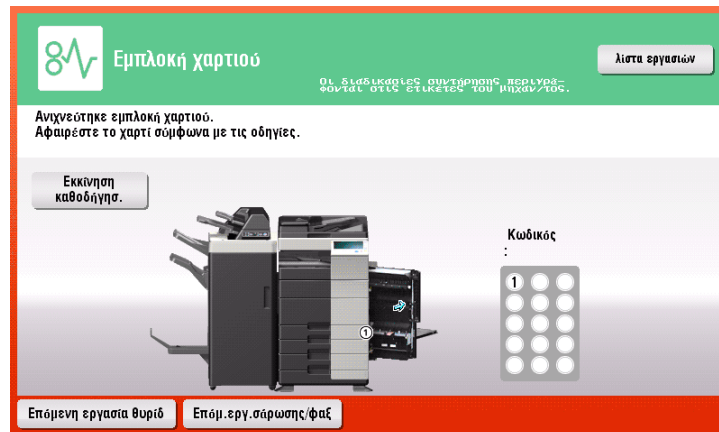 Εμπλοκή χαρτιού
λίστα εργασιών
Οι διαδικασίες συντήρησης περιγρά-
φονται στις ετικέτες του μηχαν/τος.
Ανιχνεύτηκε εμπλοκή χαρτιού.
Αφαιρέστε το χαρτί σύμφωνα με τις οδηγίες.
Εκκίνηση
καθοδήγησ.
Κωδικός
:
1
1
Επόμενη εργασία θυρίδ
Επόμ.εργ.σάρωσης/φαξ